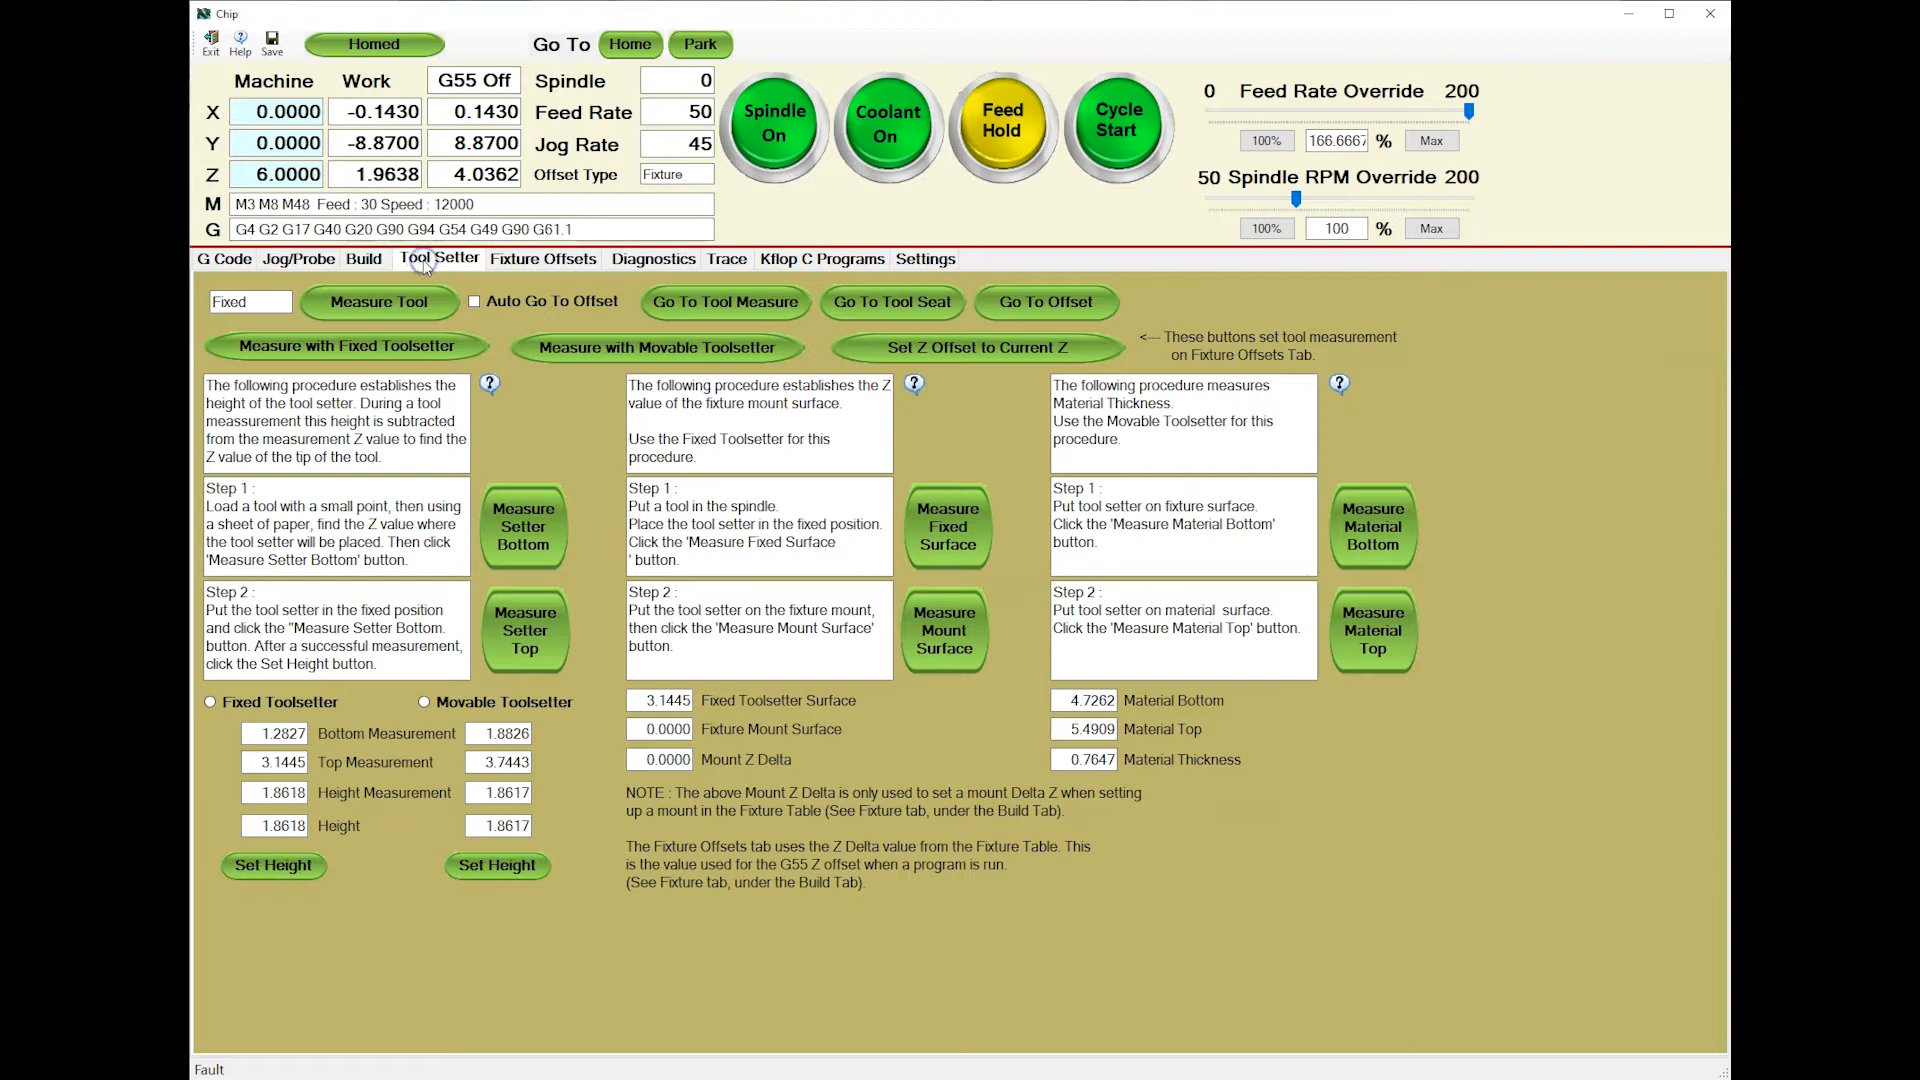 Chip
Exit Help Save
Homed
Go To Home Park
Machine Work G55 Off Spindle 0
X 0.0000 -0.1430 0.1430 Feed Rate 50
Y 0.0000 -8.8700 8.8700 Jog Rate 45
Z 6.0000 1.9638 4.0362 Offset Type Fixture
M M3 M8 M48 Feed : 30 Speed : 12000
G G4 G2 G17 G40 G20 G90 G94 G54 G49 G90 G61.1
Spindle
On
Coolant
On
Feed
Hold
Cycle
Start
0 Feed Rate Override 200
100% 166.6667 % Max
50 Spindle RPM Override 200
100% 100 % Max
G Code Jog/Probe Build Tool Setter Fixture Offsets Diagnostics Trace Kflop C Programs Settings
Fixed Measure Tool Auto Go To Offset Go To Tool Measure Go To Tool Seat Go To Offset
Measure with Fixed Toolsetter Measure with Movable Toolsetter Set Z Offset to Current Z
<--- These buttons set tool measurement
on Fixture Offsets Tab.
The following procedure establishes the
height of the tool setter. During a tool
meassurement this height is subtracted
from the measurement Z value to find the
Z value of the tip of the tool.
Step 1 :
Load a tool with a small point, then using
a sheet of paper, find the Z value where
the tool setter will be placed. Then click
'Measure Setter Bottom' button.
Measure
Setter
Bottom
Step 2 :
Put the tool setter in the fixed position
and click the "Measure Setter Bottom.
button. After a successful measurement,
click the Set Height button.
Measure
Setter
Top
Fixed Toolsetter Movable Toolsetter
1.2827 Bottom Measurement 1.8826
3.1445 Top Measurement 3.7443
1.8618 Height Measurement 1.8617
1.8618 Height 1.8617
Set Height Set Height
The following procedure establishes the Z
value of the fixture mount surface.
Use the Fixed Toolsetter for this
procedure.
Step 1 :
Put a tool in the spindle.
Place the tool setter in the fixed position.
Click the 'Measure Fixed Surface
' button.
Measure
Fixed
Surface
Step 2 :
Put the tool setter on the fixture mount,
then click the 'Measure Mount Surface'
button.
Measure
Mount
Surface
3.1445 Fixed Toolsetter Surface
0.0000 Fixture Mount Surface
0.0000 Mount Z Delta
NOTE : The above Mount Z Delta is only used to set a mount Delta Z when setting
up a mount in the Fixture Table (See Fixture tab, under the Build Tab).
The Fixture Offsets tab uses the Z Delta value from the Fixture Table. This
is the value used for the G55 Z offset when a program is run.
(See Fixture tab, under the Build Tab).
The following procedure measures
Material Thickness.
Use the Movable Toolsetter for this
procedure.
Step 1 :
Put tool setter on fixture surface.
Click the 'Measure Material Bottom'
button.
Measure
Material
Bottom
Step 2 :
Put tool setter on material surface.
Click the 'Measure Material Top' button.
Measure
Material
Top
4.7262 Material Bottom
5.4909 Material Top
0.7647 Material Thickness
Fault